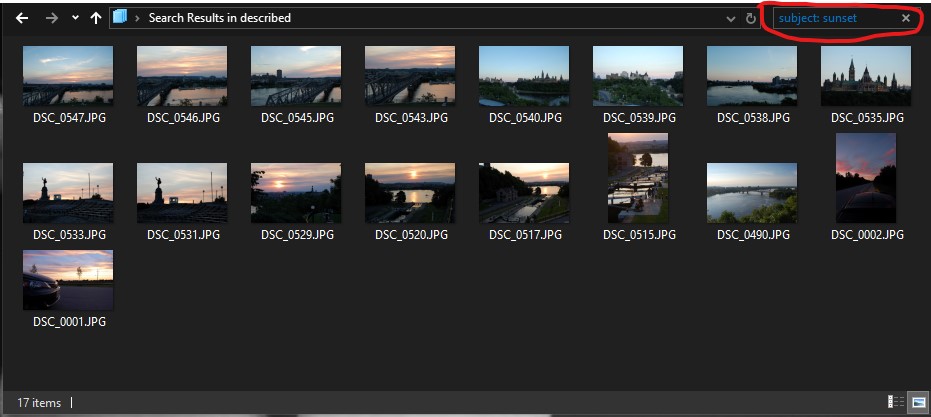 Search Results in described
subject: sunset
DSC_0547.JPG DSC_0546.JPG DSC_0545.JPG DSC_0543.JPG DSC_0540.JPG DSC_0539.JPG DSC_0538.JPG DSC_0535.JPG
DSC_0533.JPG DSC_0531.JPG DSC_0529.JPG DSC_0520.JPG DSC_0517.JPG DSC_0515.JPG DSC_0490.JPG DSC_0002.JPG
DSC_0001.JPG
17 items